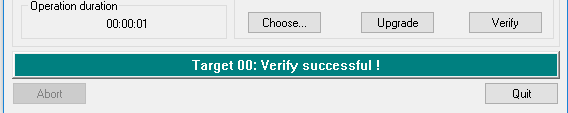 Operation duration
00:00:01
Choose...
Upgrade
Verify
Target 00: Verify successful !
Abort
Quit